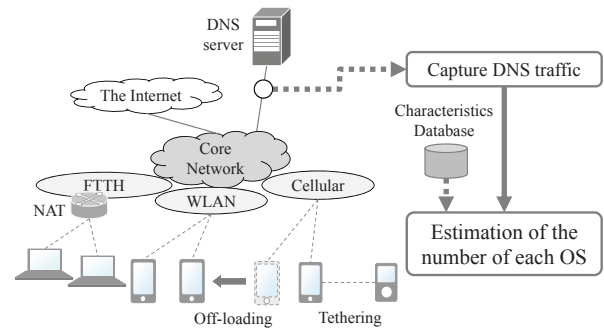 DNS
server
Capture DNS traffic
The Internet
Characteristics
Database
Core
Network
FTTH
Cellular
WLAN
NAT
Estimation of the
number of each OS
Off-loading
Tethering